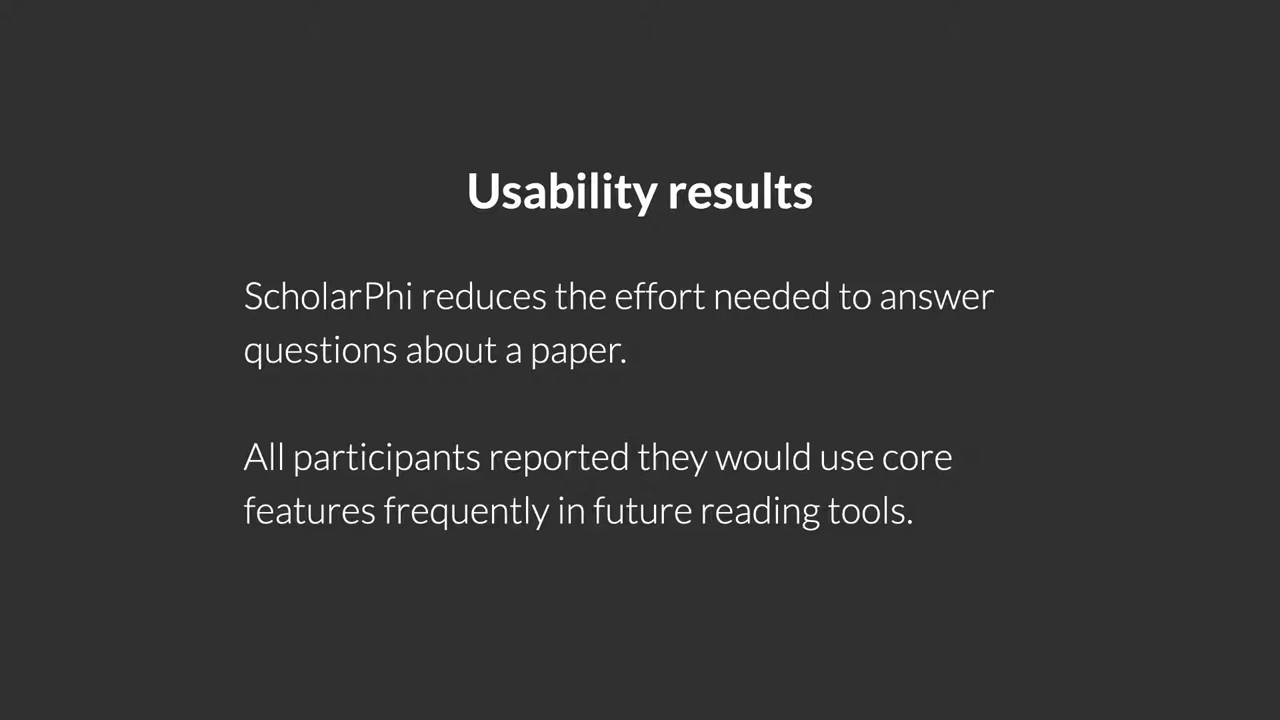 Usability results
ScholarPhi reduces the effort needed to answer
questions about a paper.
All participants reported they would use core
features frequently in future reading tools.